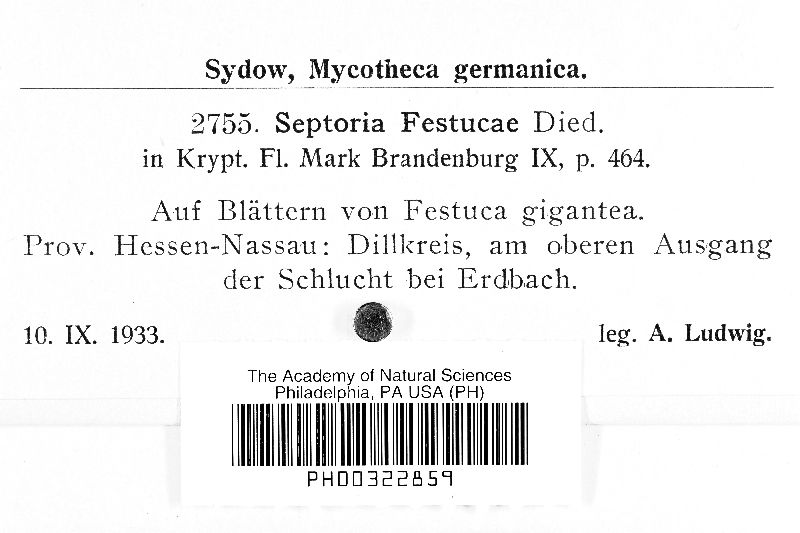 Sydow, Mycotheca germanica.
2755. Septoria Festucae Died.
in Krypt. Fl. Mark Brandenburg IX, p. 464.
Auf Blättern von Festuca gigantea.
Prov. Hessen-Nassau: Dillkreis, am oberen Ausgang
der Schlucht bei Erdbach.
10. IX. 1933. leg. A. Ludwig.
The Academy of Natural Sciences
Philadelphia, PA USA (PH)
PH00322859